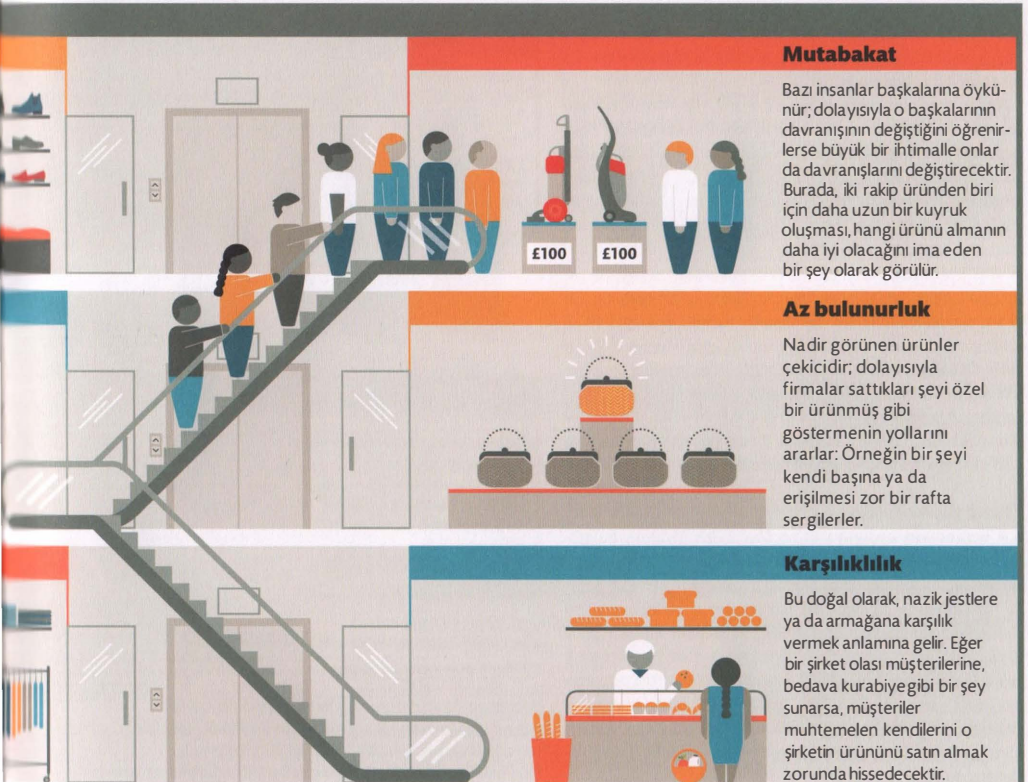 Mutabakat
Bazı insanlar başkalarına öykü-
nür; dolayısıyla o başkalarının
davranışının değiştiğini öğrenir-
lerse büyük bir ihtimalle onlar
da davranışlarını değiştirecektir.
Burada, iki rakip üründen biri
için daha uzun bir kuyruk
oluşması, hangi ürünü almanın
daha iyi olacağını ima eden
bir şey olarak görülür.
£100
£100
Az bulunurluk
Nadir görünen ürünler
çekicidir; dolayısıyla
firmalar sattıkları şeyi özel
bir ürünmüş gibi
göstermenin yollarını
ararlar: Örneğin bir şeyi
kendi başına ya da
erişilmesi zor bir rafta
sergilerler.
Karşılıklılık
Bu doğal olarak, nazik jestlere
ya da armağana karşılık
vermek anlamına gelir. Eğer
bir şirket olası müşterilerine,
bedava kurabiye gibi bir şey
sunarsa, müşteriler
muhtemelen kendilerini o
şirketin ürününü satın almak
zorunda hissedecektir.